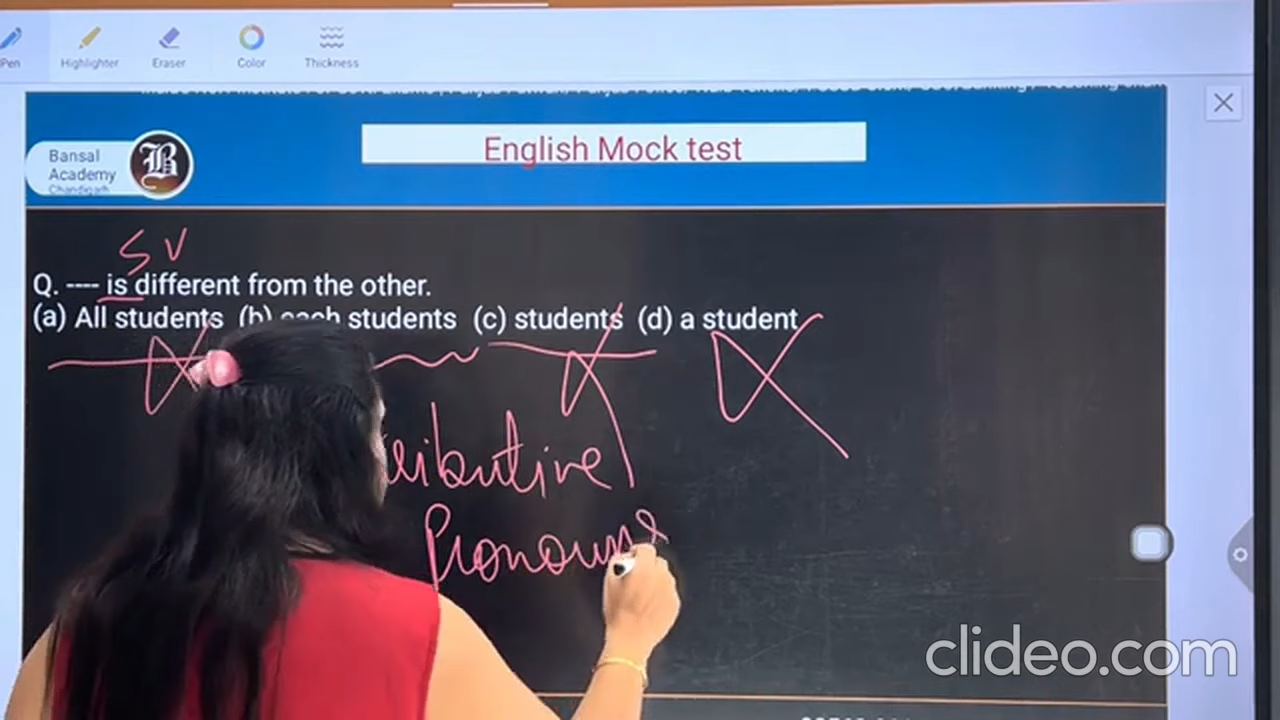 Pen Highlighter Eraser Color Thickness
Bansal
Academy
Chandigarh
B
English Mock test
S V
Q. ---- is different from the other.
(a) All students (b) each students (c) students (d) a student
Pronouns
clideo.com